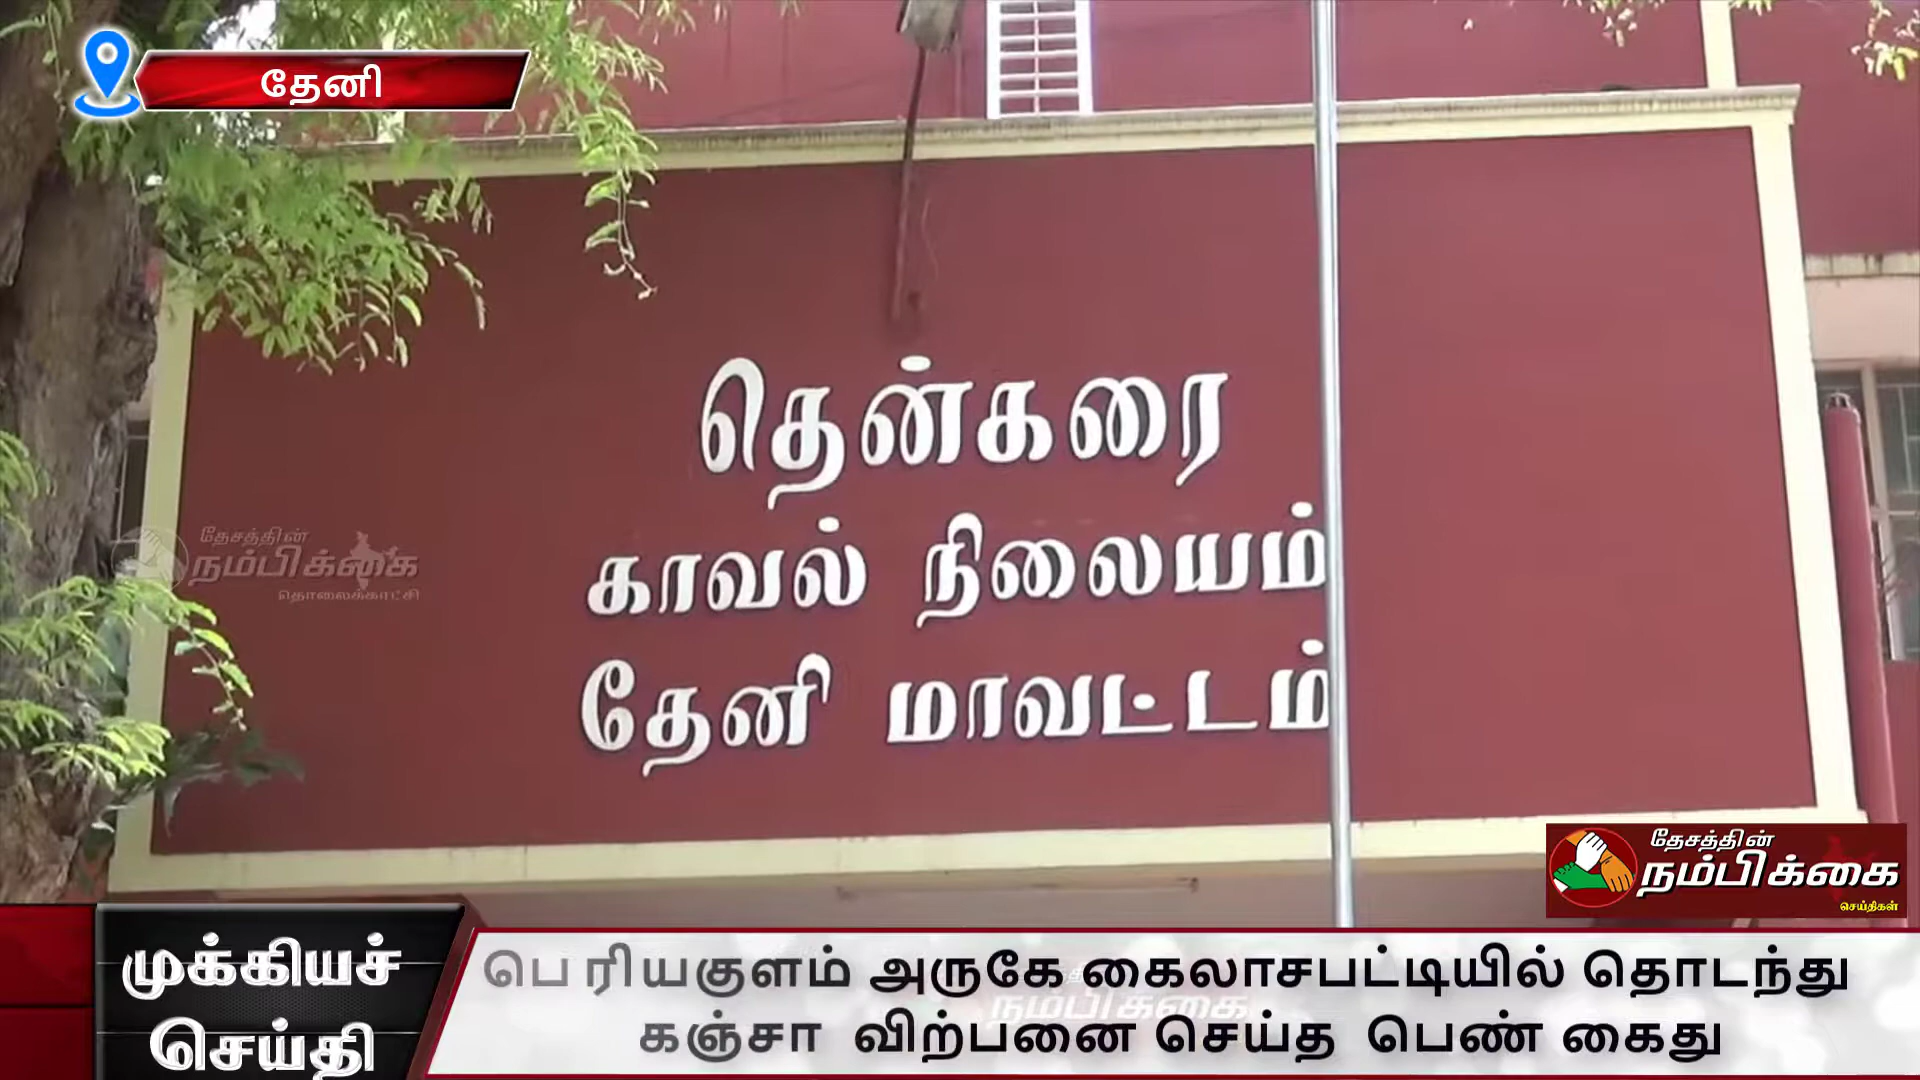 தேனி
தென்கரை
காவல் நிலையம்
தேனி மாவட்டம்
தேசத்தின்
நம்பிக்கை
தொலைக்காட்சி
தேசத்தின்
நம்பிக்கை
செய்திகள்
முக்கியச்
செய்தி
பெரியகுளம் அருகே கைலாசபட்டியில் தொடந்து
கஞ்சா விற்பனை செய்த பெண் கைது